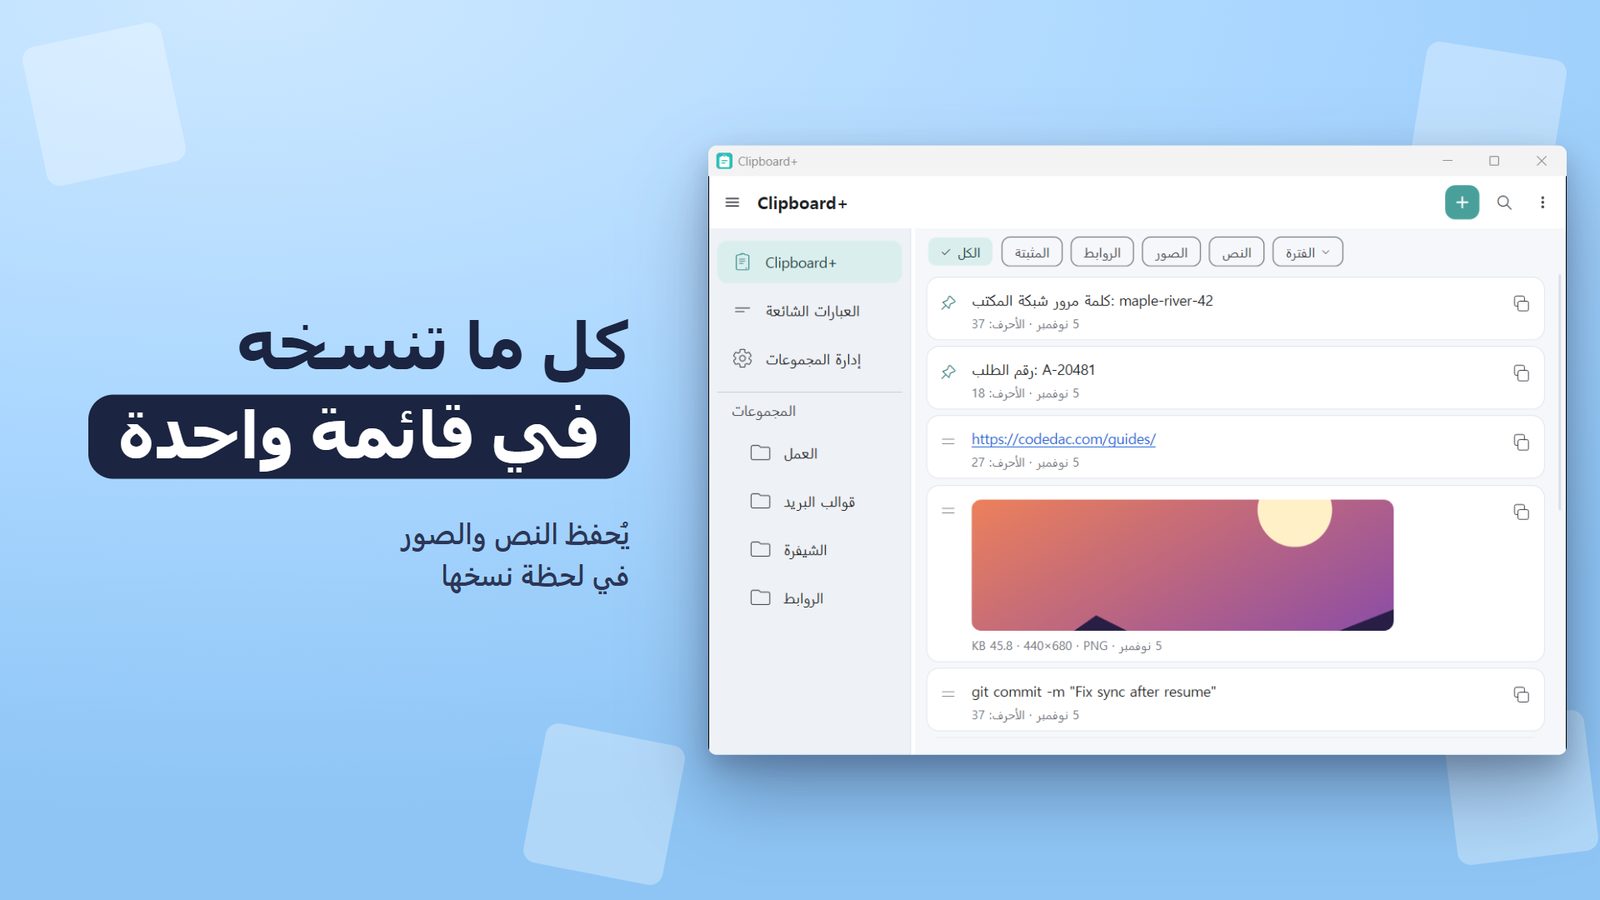 كل ما تنسخه
في قائمة واحدة
يُحفظ النص والصور
في لحظة نسخها
Clipboard+
Clipboard+
Clipboard+
العبارات الشائعة
إدارة المجموعات
المجموعات
العمل
قوالب البريد
الشيفرة
الروابط
الكل
المثبتة
الروابط
الصور
النص
الفترة
كلمة مرور شبكة المكتب: maple-river-42
5 نوفمبر · الأحرف: 37
رقم الطلب: A-20481
5 نوفمبر · الأحرف: 18
https://codedac.com/guides/
5 نوفمبر · الأحرف: 27
5 نوفمبر · KB 45.8 · 440×680 · PNG
git commit -m "Fix sync after resume"
5 نوفمبر · الأحرف: 37